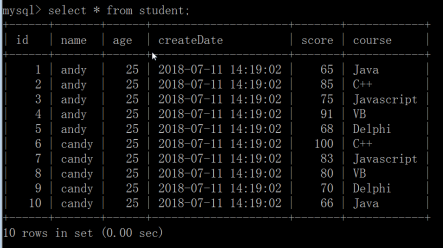 mysql> select * from student;
+----+-------+------+---------------------+-------+------------+
| id | name | age | createDate | score | course |
+----+-------+------+---------------------+-------+------------+
| 1 | andy | 25 | 2018-07-11 14:19:02 | 65 | Java |
| 2 | andy | 25 | 2018-07-11 14:19:02 | 85 | C++ |
| 3 | andy | 25 | 2018-07-11 14:19:02 | 75 | Javascript |
| 4 | andy | 25 | 2018-07-11 14:19:02 | 91 | VB |
| 5 | andy | 25 | 2018-07-11 14:19:02 | 68 | Delphi |
| 6 | candy | 25 | 2018-07-11 14:19:02 | 100 | C++ |
| 7 | candy | 25 | 2018-07-11 14:19:02 | 83 | Javascript |
| 8 | candy | 25 | 2018-07-11 14:19:02 | 80 | VB |
| 9 | candy | 25 | 2018-07-11 14:19:02 | 70 | Delphi |
| 10 | candy | 25 | 2018-07-11 14:19:02 | 66 | Java |
+----+-------+------+---------------------+-------+------------+
10 rows in set (0.00 sec)